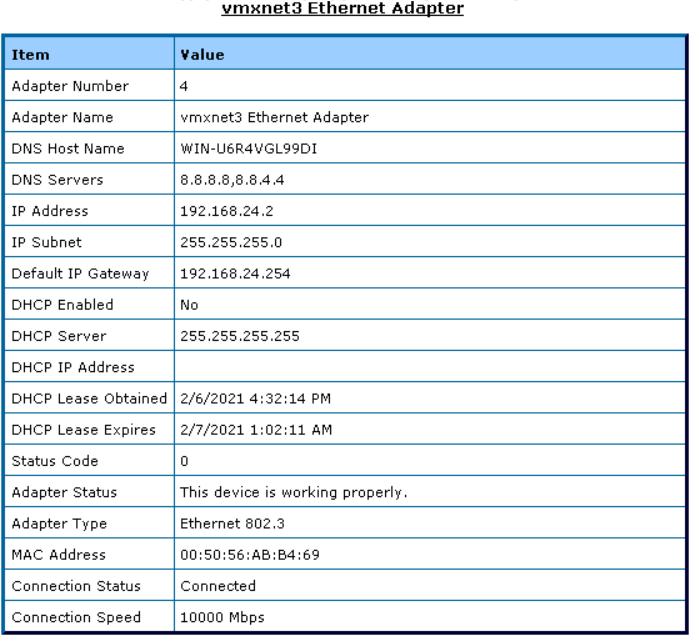 vmxnet3 Ethernet Adapter
Item Value
Adapter Number 4
Adapter Name vmxnet3 Ethernet Adapter
DNS Host Name WIN-U6R4VGL99DI
DNS Servers 8.8.8.8,8.8.4.4
IP Address 192.168.24.2
IP Subnet 255.255.255.0
Default IP Gateway 192.168.24.254
DHCP Enabled No
DHCP Server 255.255.255.255
DHCP IP Address
DHCP Lease Obtained 2/6/2021 4:32:14 PM
DHCP Lease Expires 2/7/2021 1:02:11 AM
Status Code 0
Adapter Status This device is working properly.
Adapter Type Ethernet 802.3
MAC Address 00:50:56:AB:B4:69
Connection Status Connected
Connection Speed 10000 Mbps